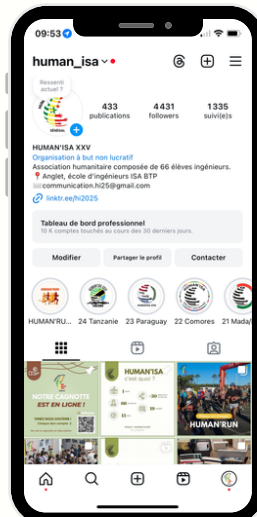 09:53
human_isa
Ressenti
actuel ?
SÉNÉGAL
433
publications
4 431
followers
1 335
suivi(e)s
HUMAN'ISA XXV
Organisation à but non lucratif
Association humanitaire composée de 66 élèves ingénieurs.
📍 Anglet, école d'ingénieurs ISA BTP
📧communication.hi25@gmail.com
linktr.ee/hi2025
Tableau de bord professionnel
10 K comptes touchés au cours des 30 derniers jours.
Modifier
Partager le profil
Contacter
HUMAN'RU...
24 Tanzanie
23 Paraguay
22 Comores
21 Mada/
NOTRE CAGNOTTE
EST EN LIGNE !
HUMAN'ISA
c'est quoi ?
HUMAN'RUN